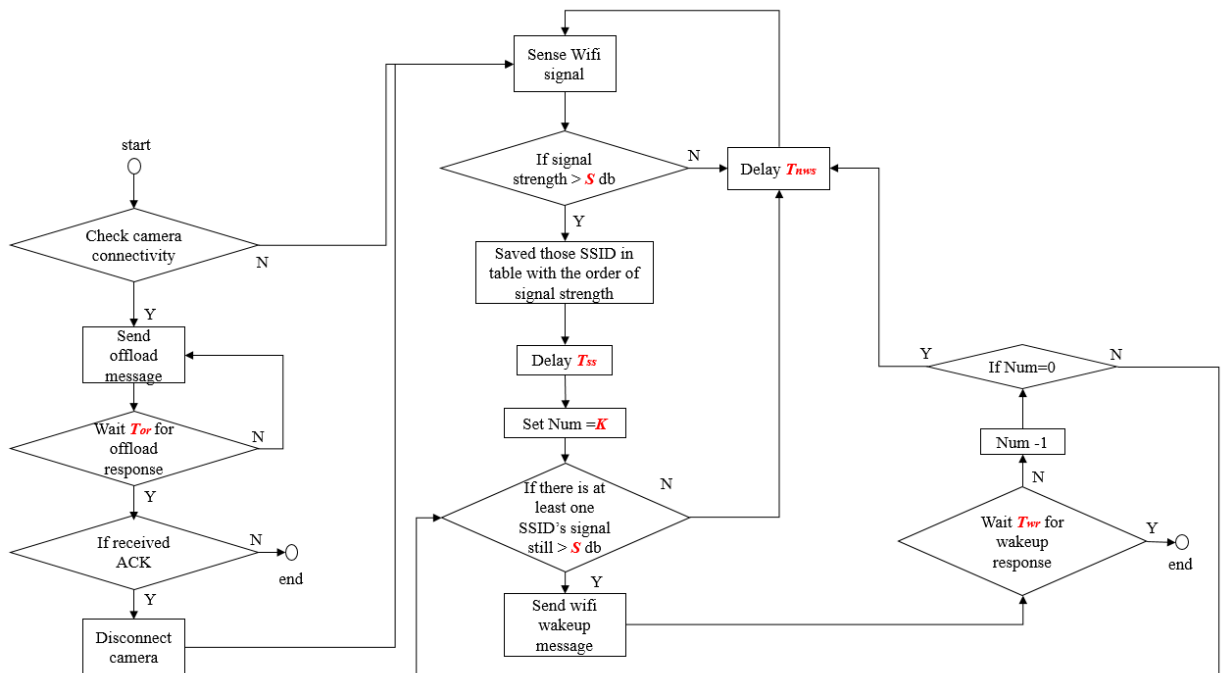 start
Check camera
connectivity
N
Y
Send
offload
message
Wait Tor for
offload
response
N
Y
If received
ACK
N
end
Y
Disconnect
camera
Sense Wifi
signal
If signal
strength > S db
N
Y
Delay Tnws
Saved those SSID in
table with the order of
signal strength
Delay Tss
Set Num =K
If there is at
least one
SSID's signal
still > S db
N
Y
Send wifi
wakeup
message
Y
If Num=0
N
Num -1
N
Wait Twr for
wakeup
response
Y
end